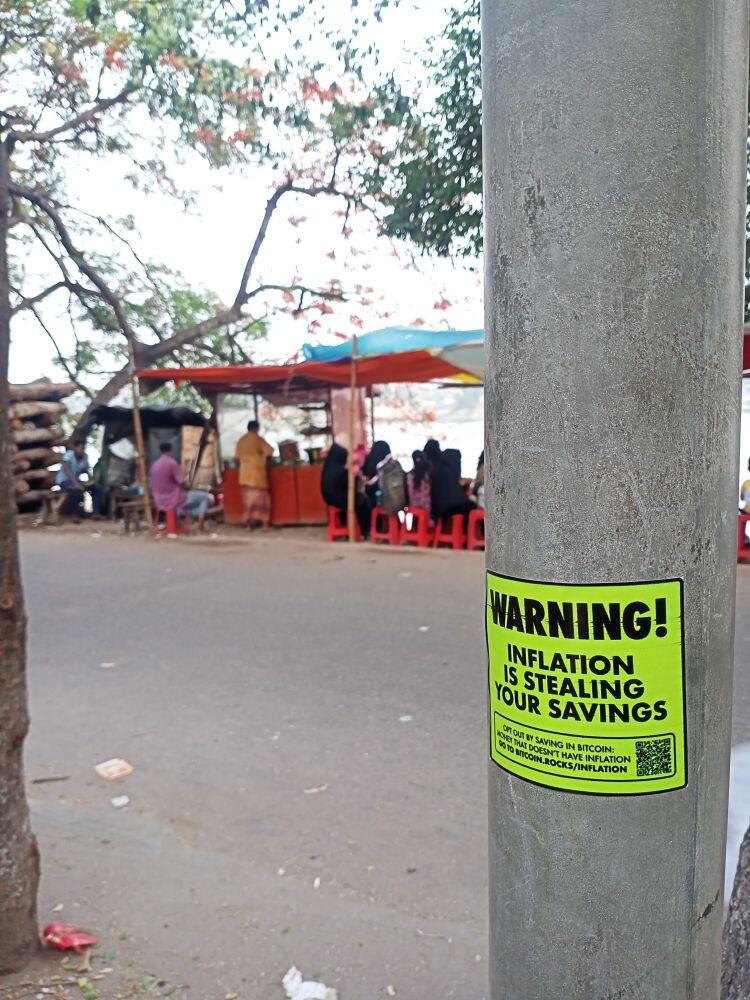 WARNING!
INFLATION
IS STEALING
YOUR SAVINGS
OPT OUT BY SAVING IN BITCOIN:
MONEY THAT DOESN'T HAVE INFLATION
GO TO BITCOIN.ROCKS/INFLATION